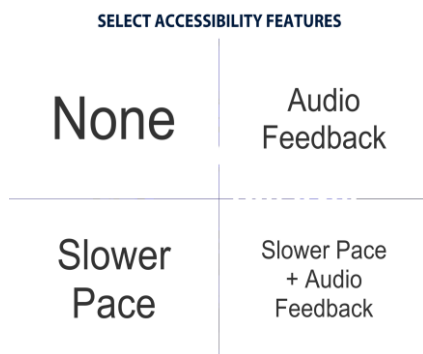 SELECT ACCESSIBILITY FEATURES
None
Audio
Feedback
Slower
Pace
Slower Pace
+ Audio
Feedback